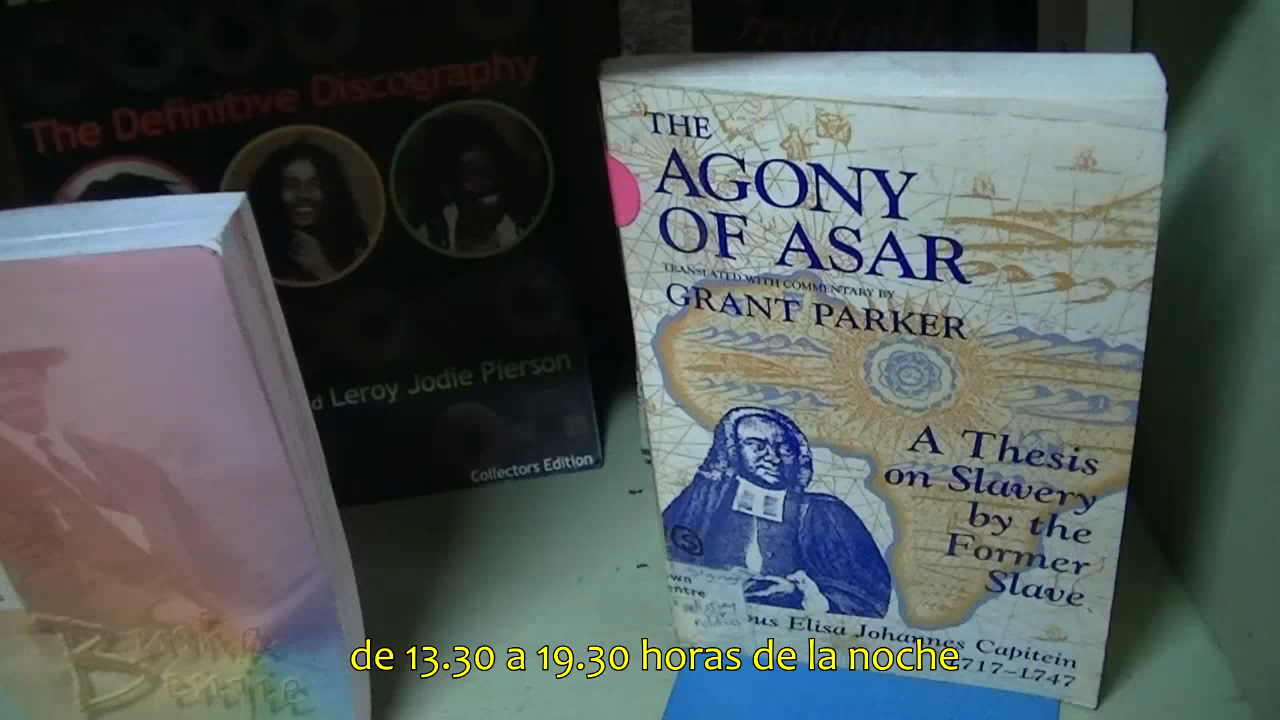 The Definitive Discography
Leroy Jodie Pierson
Collectors Edition
THE
AGONY
OF ASAR
TRANSLATED WITH COMMENTARY BY
GRANT PARKER
A Thesis
on Slavery
by the
Former
Slave
Elisa Johannes Capitein
717–1747
de 13.30 a 19.30 horas de la noche